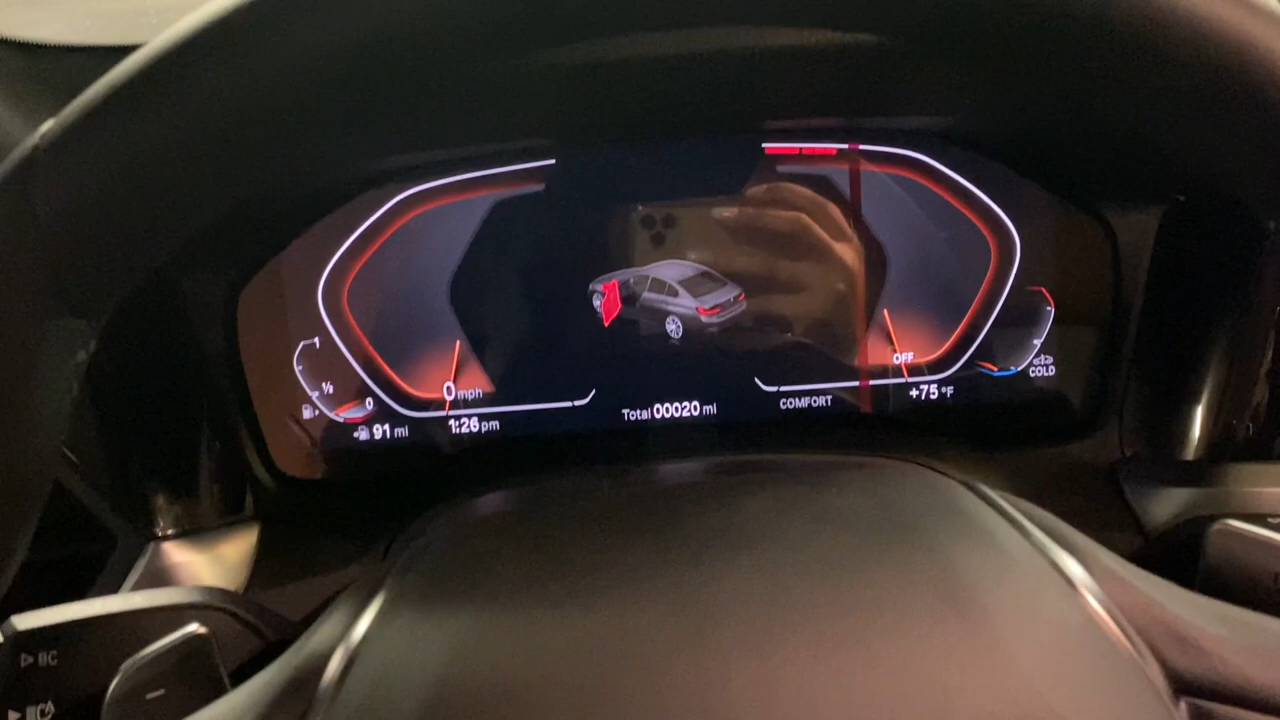 1
½
0
0 mph
91 mi
1:26 pm
Total 00020 mi
COMFORT
OFF
+75 °F
COLD
BC
-